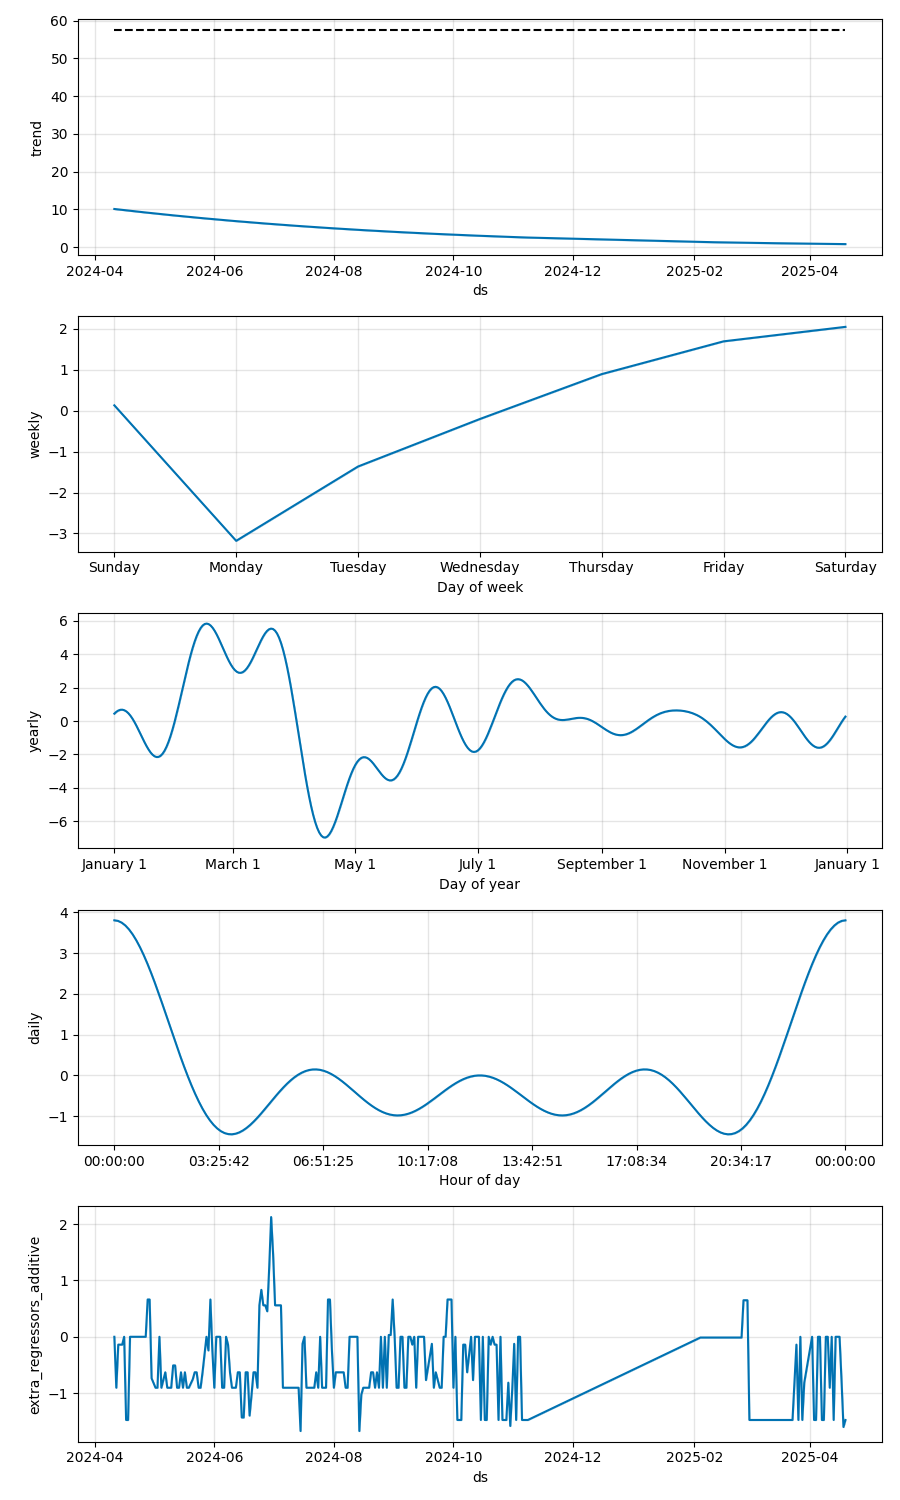 60
50
40
30
20
10
0
trend
2024-04 2024-06 2024-08 2024-10 2024-12 2025-02 2025-04
ds
2
1
0
−1
−2
−3
weekly
Sunday Monday Tuesday Wednesday Thursday Friday Saturday
Day of week
6
4
2
0
−2
−4
−6
yearly
January 1 March 1 May 1 July 1 September 1 November 1 January 1
Day of year
4
3
2
1
0
−1
daily
00:00:00 03:25:42 06:51:25 10:17:08 13:42:51 17:08:34 20:34:17 00:00:00
Hour of day
2
1
0
−1
extra_regressors_additive
2024-04 2024-06 2024-08 2024-10 2024-12 2025-02 2025-04
ds